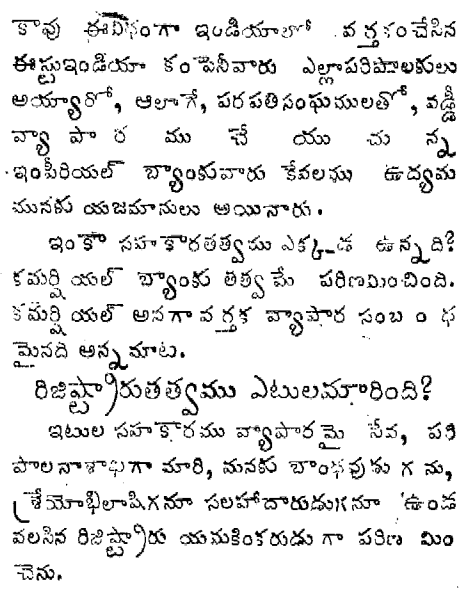 కావు ఈవిధంగా ఇండియాలో వర్తకంచేసిన
ఈస్టుఇండియా కంపెనీవారు ఎల్లాపరిపాలకులు
అయ్యారో, ఆలాగే, పరపతిసంఘములతో, వడ్డీ
వ్యాపారము చేయుచున్న
ఇంపీరియల్ బ్యాంకువారు కేవలము ఉద్యమ
మునకు యజమానులు అయినారు.
ఇంకా సహకారతత్వము ఎక్కడ ఉన్నది?
కమర్షియల్ బ్యాంకు తత్వమే పరిణమించింది.
కమర్షియల్ అనగా వర్తక వ్యాపార సంబంధ
మైనది అన్నమాట.
రిజిష్ట్రారుతత్వము ఎటులమారింది?
ఇటుల సహకారము వ్యాపారమై సేవ, పరి
పాలనాశాఖగా మారి, మనకు బాంధవుడుగను,
శ్రేమోభిలాషిగనూ సలహాదారుడుగనూ ఉండ
వలసిన రిజిష్ట్రారు యమకింకరుడు గా పరిణ మిం
చెను.